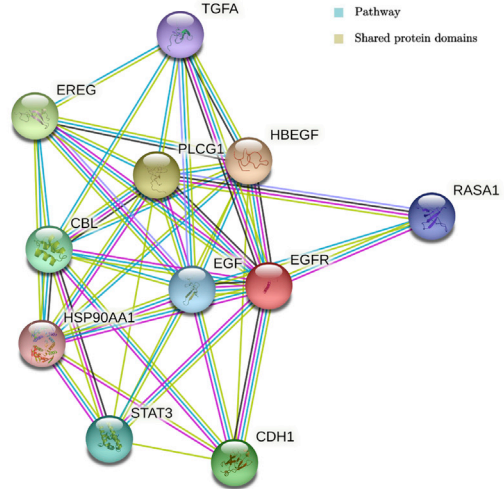 TGFA
Pathway
Shared protein domains
EREG
PLCG1
HBEGF
RASA1
CBL
EGF
EGFR
HSP90AA1
STAT3
CDH1